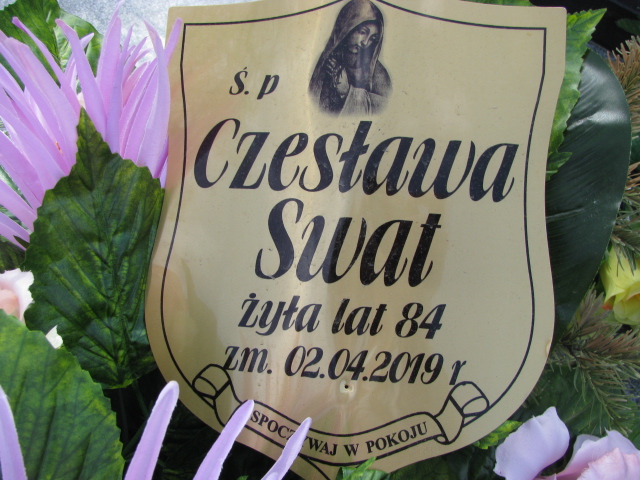 Ś. p
Czesława
Swat
żyła lat 84
zm. 02.04.2019 r
SPOCZYWAJ W POKOJU